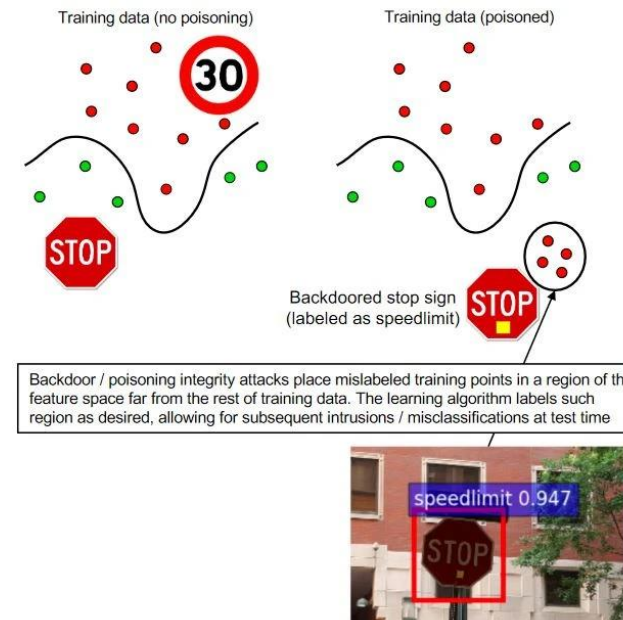 Training data (no poisoning)
Training data (poisoned)
30
STOP
Backdoored stop sign
(labeled as speedlimit)
STOP
Backdoor / poisoning integrity attacks place mislabeled training points in a region of
feature space far from the rest of training data. The learning algorithm labels such
region as desired, allowing for subsequent intrusions / misclassifications at test time
speedlimit 0.947
STOP